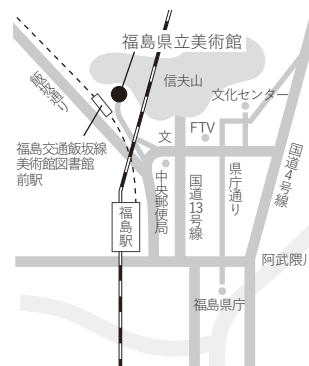 福島県立美術館
飯坂通り
信夫山
文化センター
福島交通飯坂線
美術館図書館
前駅
文
FTV
国道4号線
中央郵便局
国道13号線
県庁通り
福島駅
阿武隈川
福島県庁